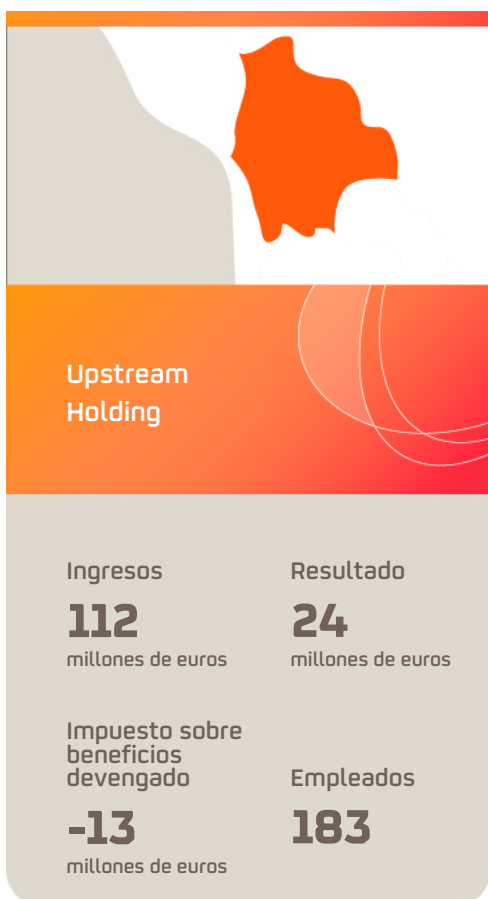 Upstream
Holding
Ingresos
112
millones de euros
Resultado
24
millones de euros
Impuesto sobre
beneficios
devengado
-13
millones de euros
Empleados
183